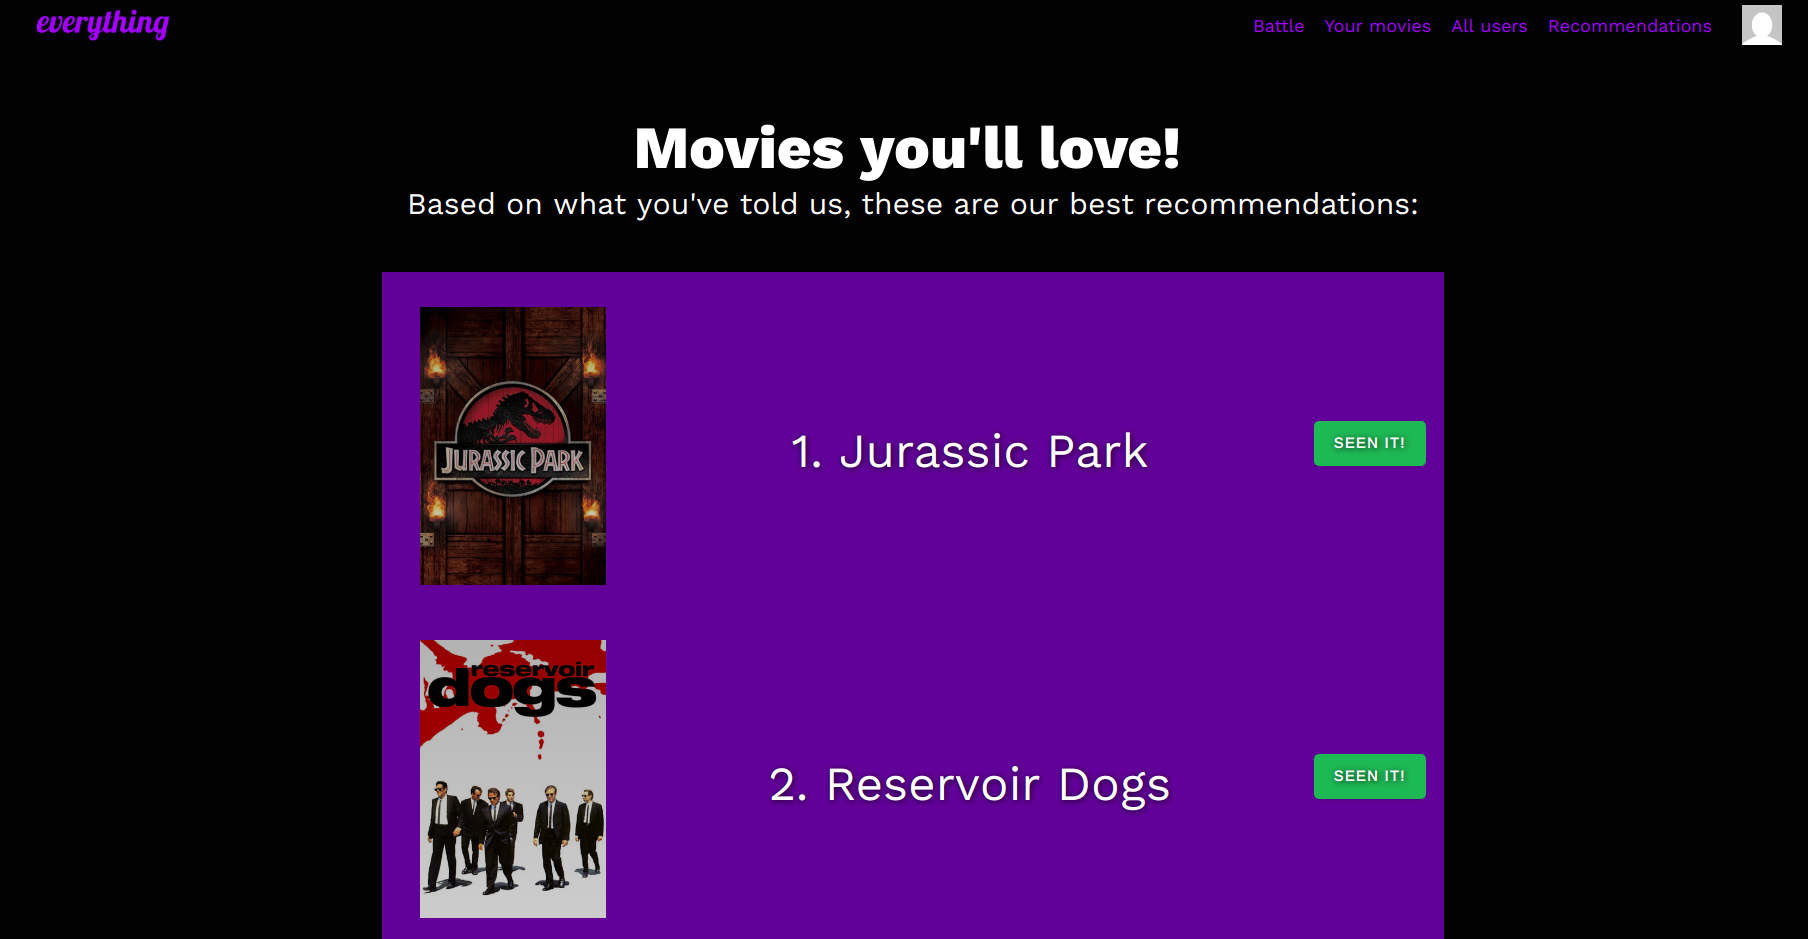 everything
Battle Your movies All users Recommendations
Movies you'll love!
Based on what you've told us, these are our best recommendations:
JURASSIC PARK
1. Jurassic Park
SEEN IT!
reservoir
dogs
2. Reservoir Dogs
SEEN IT!